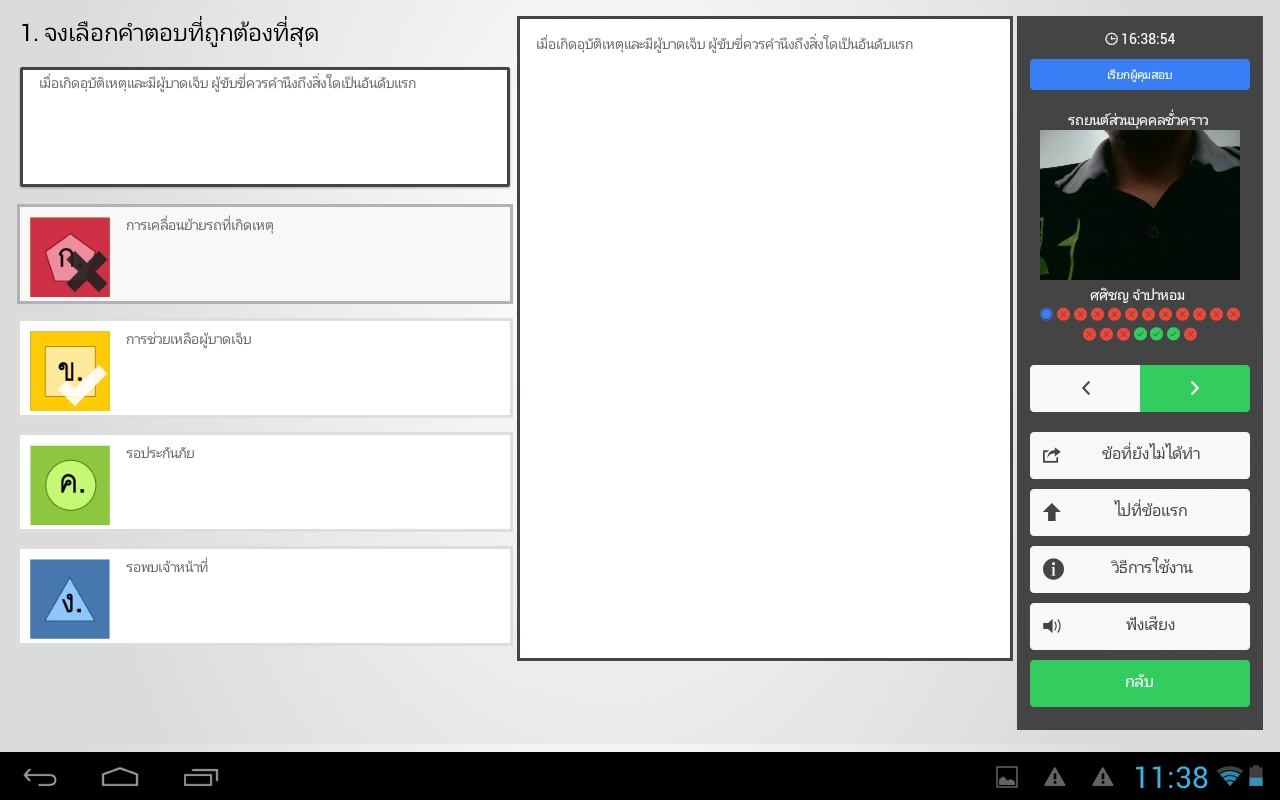 1. จงเลือกคำตอบที่ถูกต้องที่สุด
เมื่อเกิดอุบัติเหตุและมีผู้บาดเจ็บ ผู้ขับขี่ควรคำนึงถึงสิ่งใดเป็นอันดับแรก
ก.
การเคลื่อนย้ายรถที่เกิดเหตุ
ข.
การช่วยเหลือผู้บาดเจ็บ
ค.
รอประกันภัย
ง.
รอพบเจ้าหน้าที่
เมื่อเกิดอุบัติเหตุและมีผู้บาดเจ็บ ผู้ขับขี่ควรคำนึงถึงสิ่งใดเป็นอันดับแรก
16:38:54
เรียกผู้คุมสอบ
รถยนต์ส่วนบุคคลชั่วคราว
ศศิชญ จำปาหอม
ข้อที่ยังไม่ได้ทำ
ไปที่ข้อแรก
วิธีการใช้งาน
ฟังเสียง
กลับ
11:38